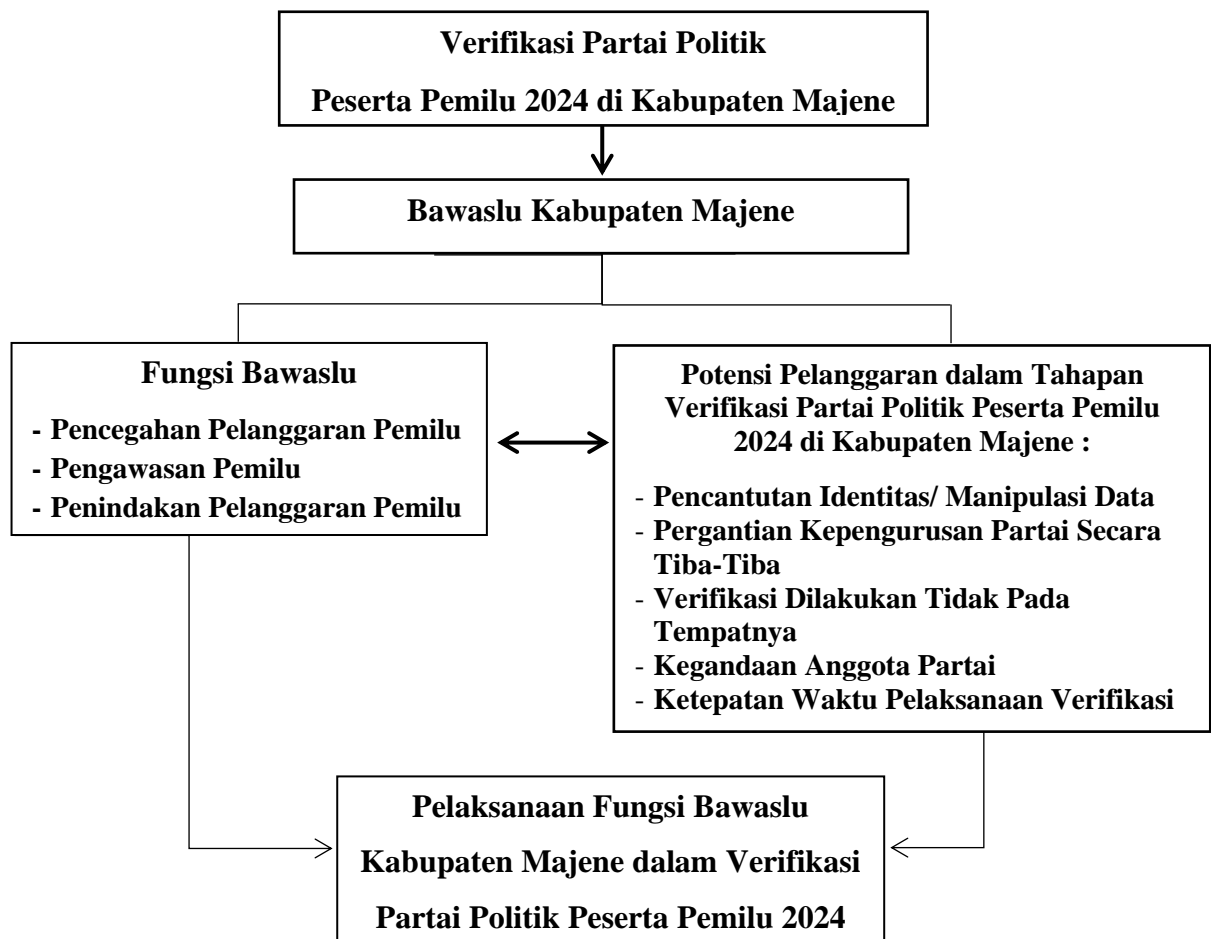 Verifikasi Partai Politik
Peserta Pemilu 2024 di Kabupaten Majene
Bawaslu Kabupaten Majene
Fungsi Bawaslu
- Pencegahan Pelanggaran Pemilu
- Pengawasan Pemilu
- Penindakan Pelanggaran Pemilu
Potensi Pelanggaran dalam Tahapan
Verifikasi Partai Politik Peserta Pemilu
2024 di Kabupaten Majene :
- Pencantutan Identitas/ Manipulasi Data
- Pergantian Kepengurusan Partai Secara
Tiba-Tiba
- Verifikasi Dilakukan Tidak Pada
Tempatnya
- Kegandaan Anggota Partai
- Ketepatan Waktu Pelaksanaan Verifikasi
Pelaksanaan Fungsi Bawaslu
Kabupaten Majene dalam Verifikasi
Partai Politik Peserta Pemilu 2024